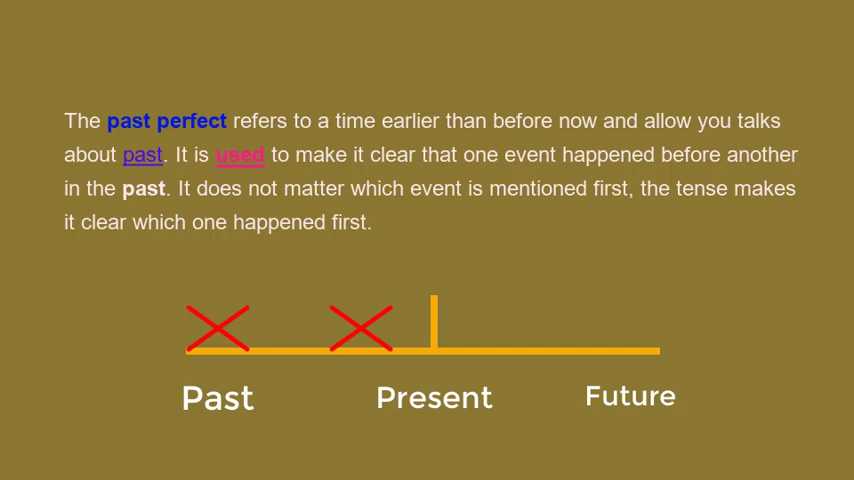 The past perfect refers to a time earlier than before now and allow you talks
about past. It is used to make it clear that one event happened before another
in the past. It does not matter which event is mentioned first, the tense makes
it clear which one happened first.
Past Present Future